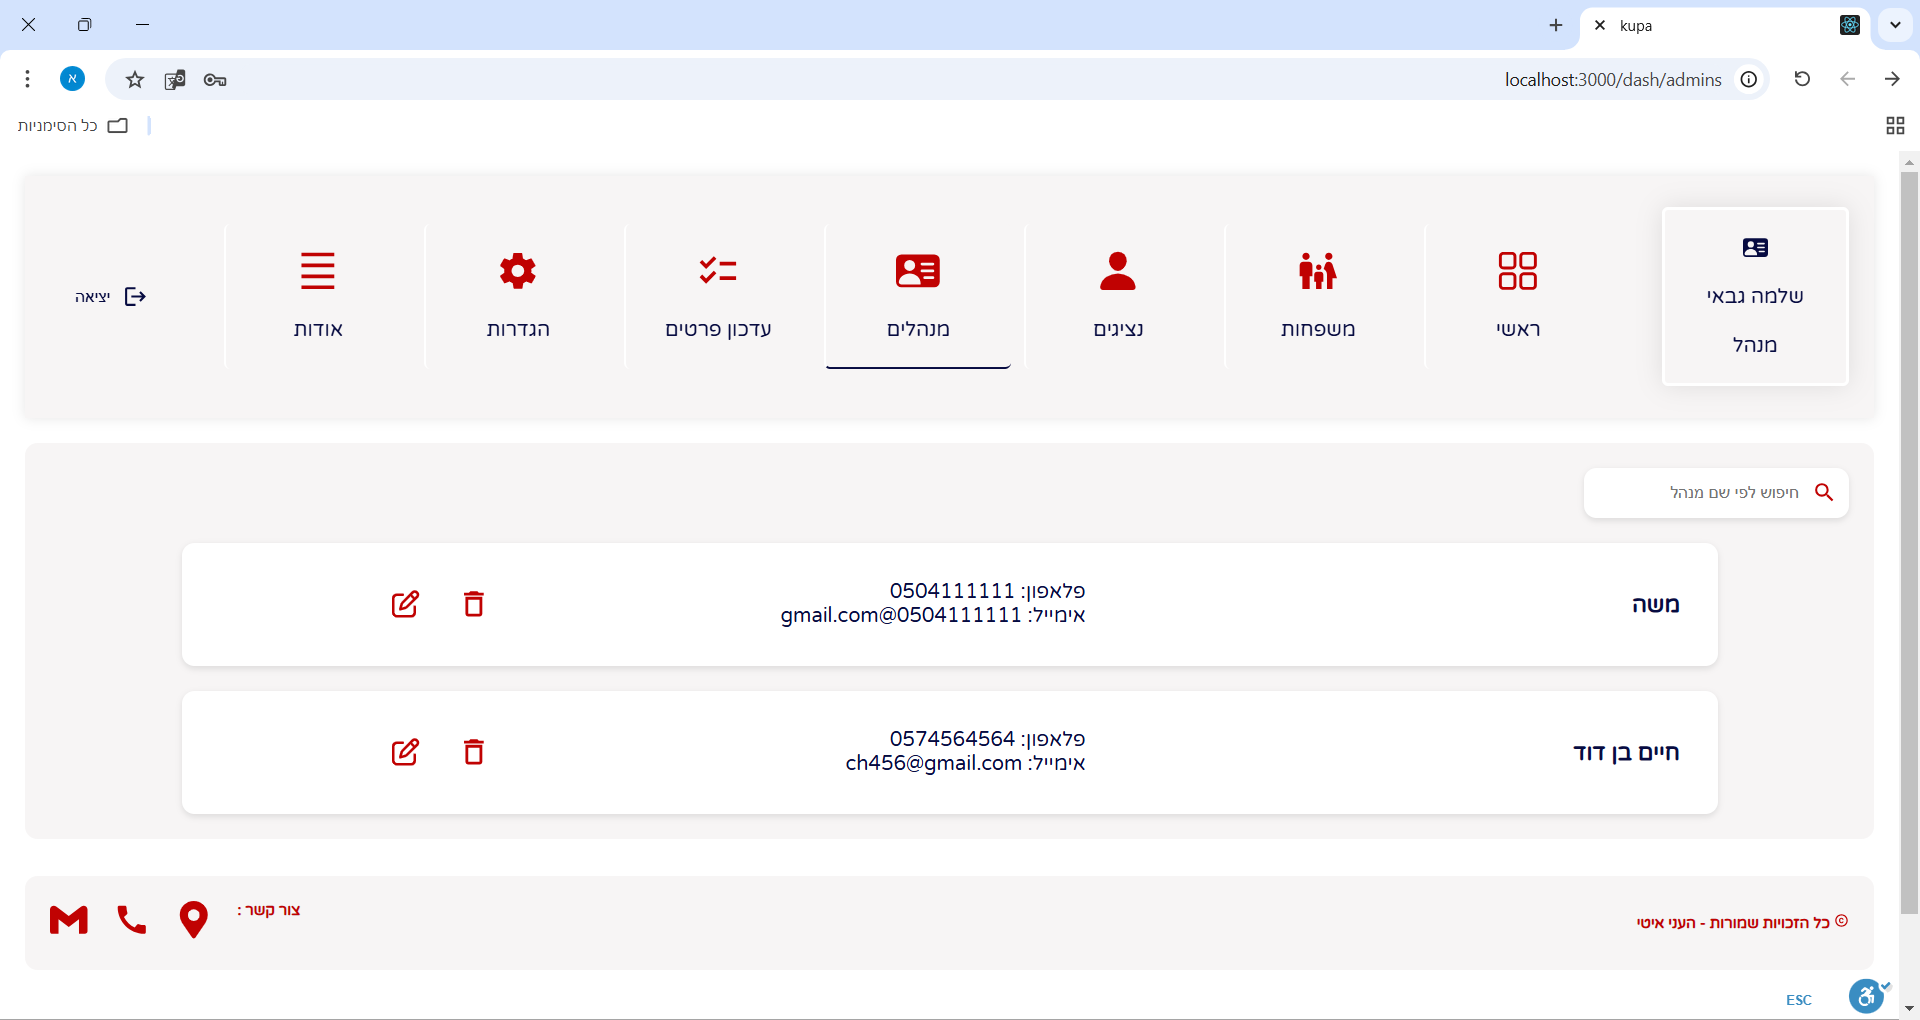 kupa
localhost:3000/dash/admins
א
כל הסימניות
שלמה גבאי
מנהל
ראשי
משפחות
נציגים
מנהלים
עדכון פרטים
הגדרות
אודות
יציאה
חיפוש לפי שם מנהל
משה
פלאפון: 0504111111
אימייל: 0504111111@gmail.com
חיים בן דוד
פלאפון: 0574564564
אימייל: ch456@gmail.com
© כל הזכויות שמורות - העני איטי
צור קשר :
ESC